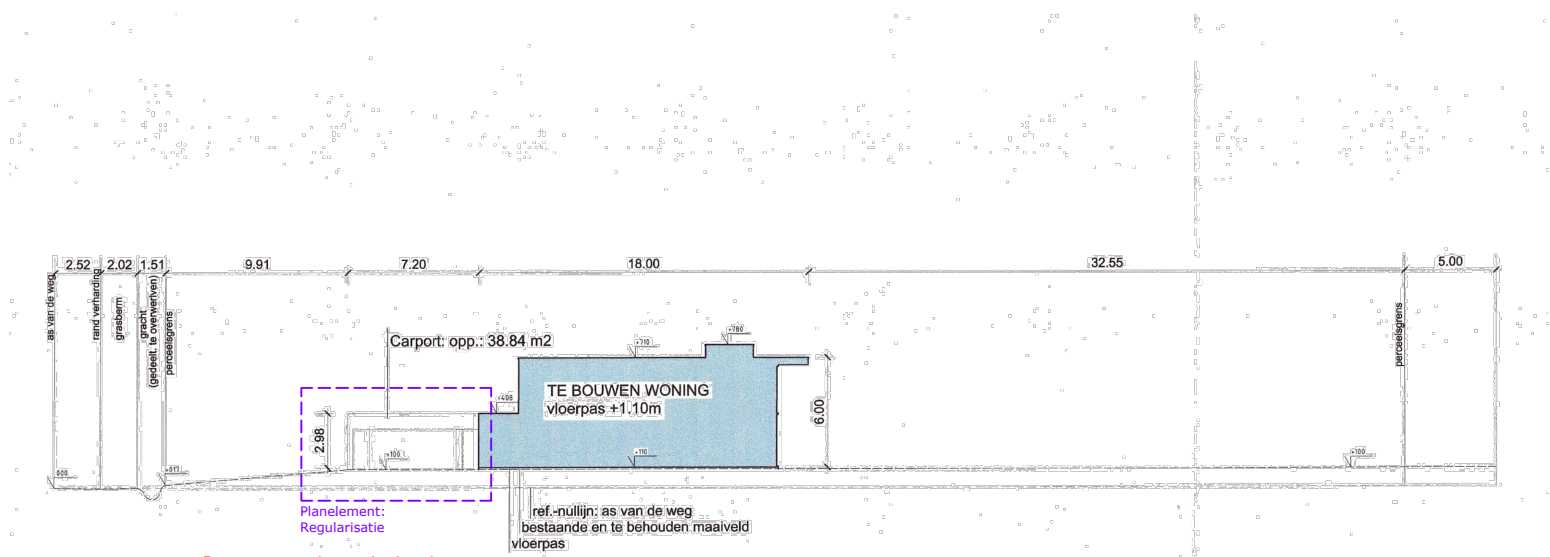 2.52
2.02
1.51
9.91
7.20
18.00
32.55
5.00
as van de weg
rand verharding
grasberm
gracht
(gedeelt. te overwelven)
perceelsgrens
perceelsgrens
Carport: opp.: 38.84 m2
+710
+780
+408
TE BOUWEN WONING
vloerpas +1.10m
2.98
6.00
000
+017
+100
+110
+100
Planelement:
Regularisatie
ref.-nullijn: as van de weg
bestaande en te behouden maaiveld
vloerpas